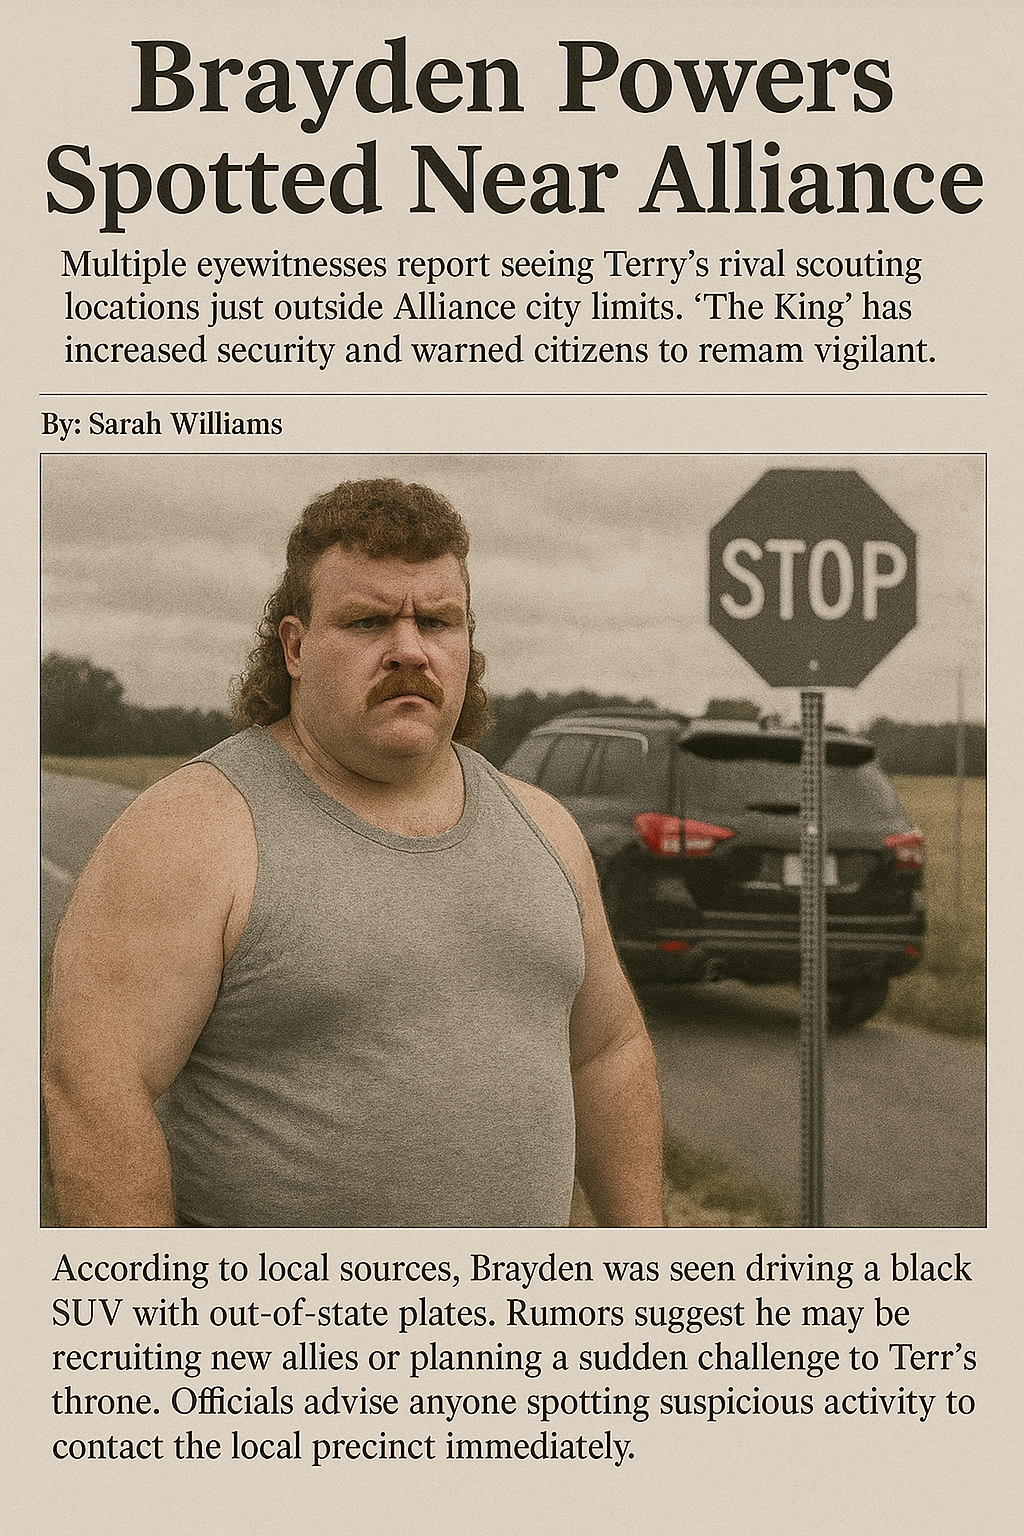 Brayden Powers
Spotted Near Alliance
Multiple eyewitnesses report seeing Terry’s rival scouting
locations just outside Alliance city limits. ‘The King’ has
increased security and warned citizens to remam vigilant.
By: Sarah Williams
STOP
According to local sources, Brayden was seen driving a black
SUV with out-of-state plates. Rumors suggest he may be
recruiting new allies or planning a sudden challenge to Terr’s
throne. Officials advise anyone spotting suspicious activity to
contact the local precinct immediately.